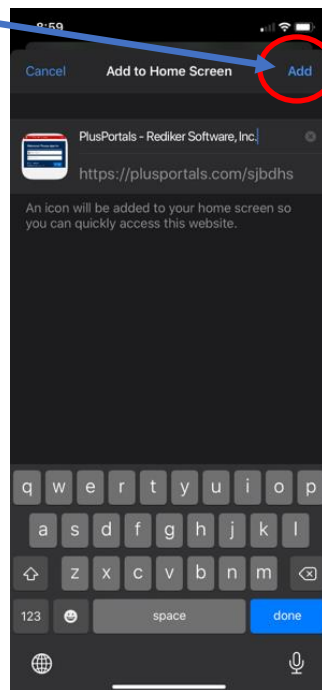 8:59
Cancel Add to Home Screen Add
PlusPortals - Rediker Software, Inc.
https://plusportals.com/sjbdhs
An icon will be added to your home screen so
you can quickly access this website.
q w e r t y u i o p
a s d f g h j k l
z x c v b n m
123 space done